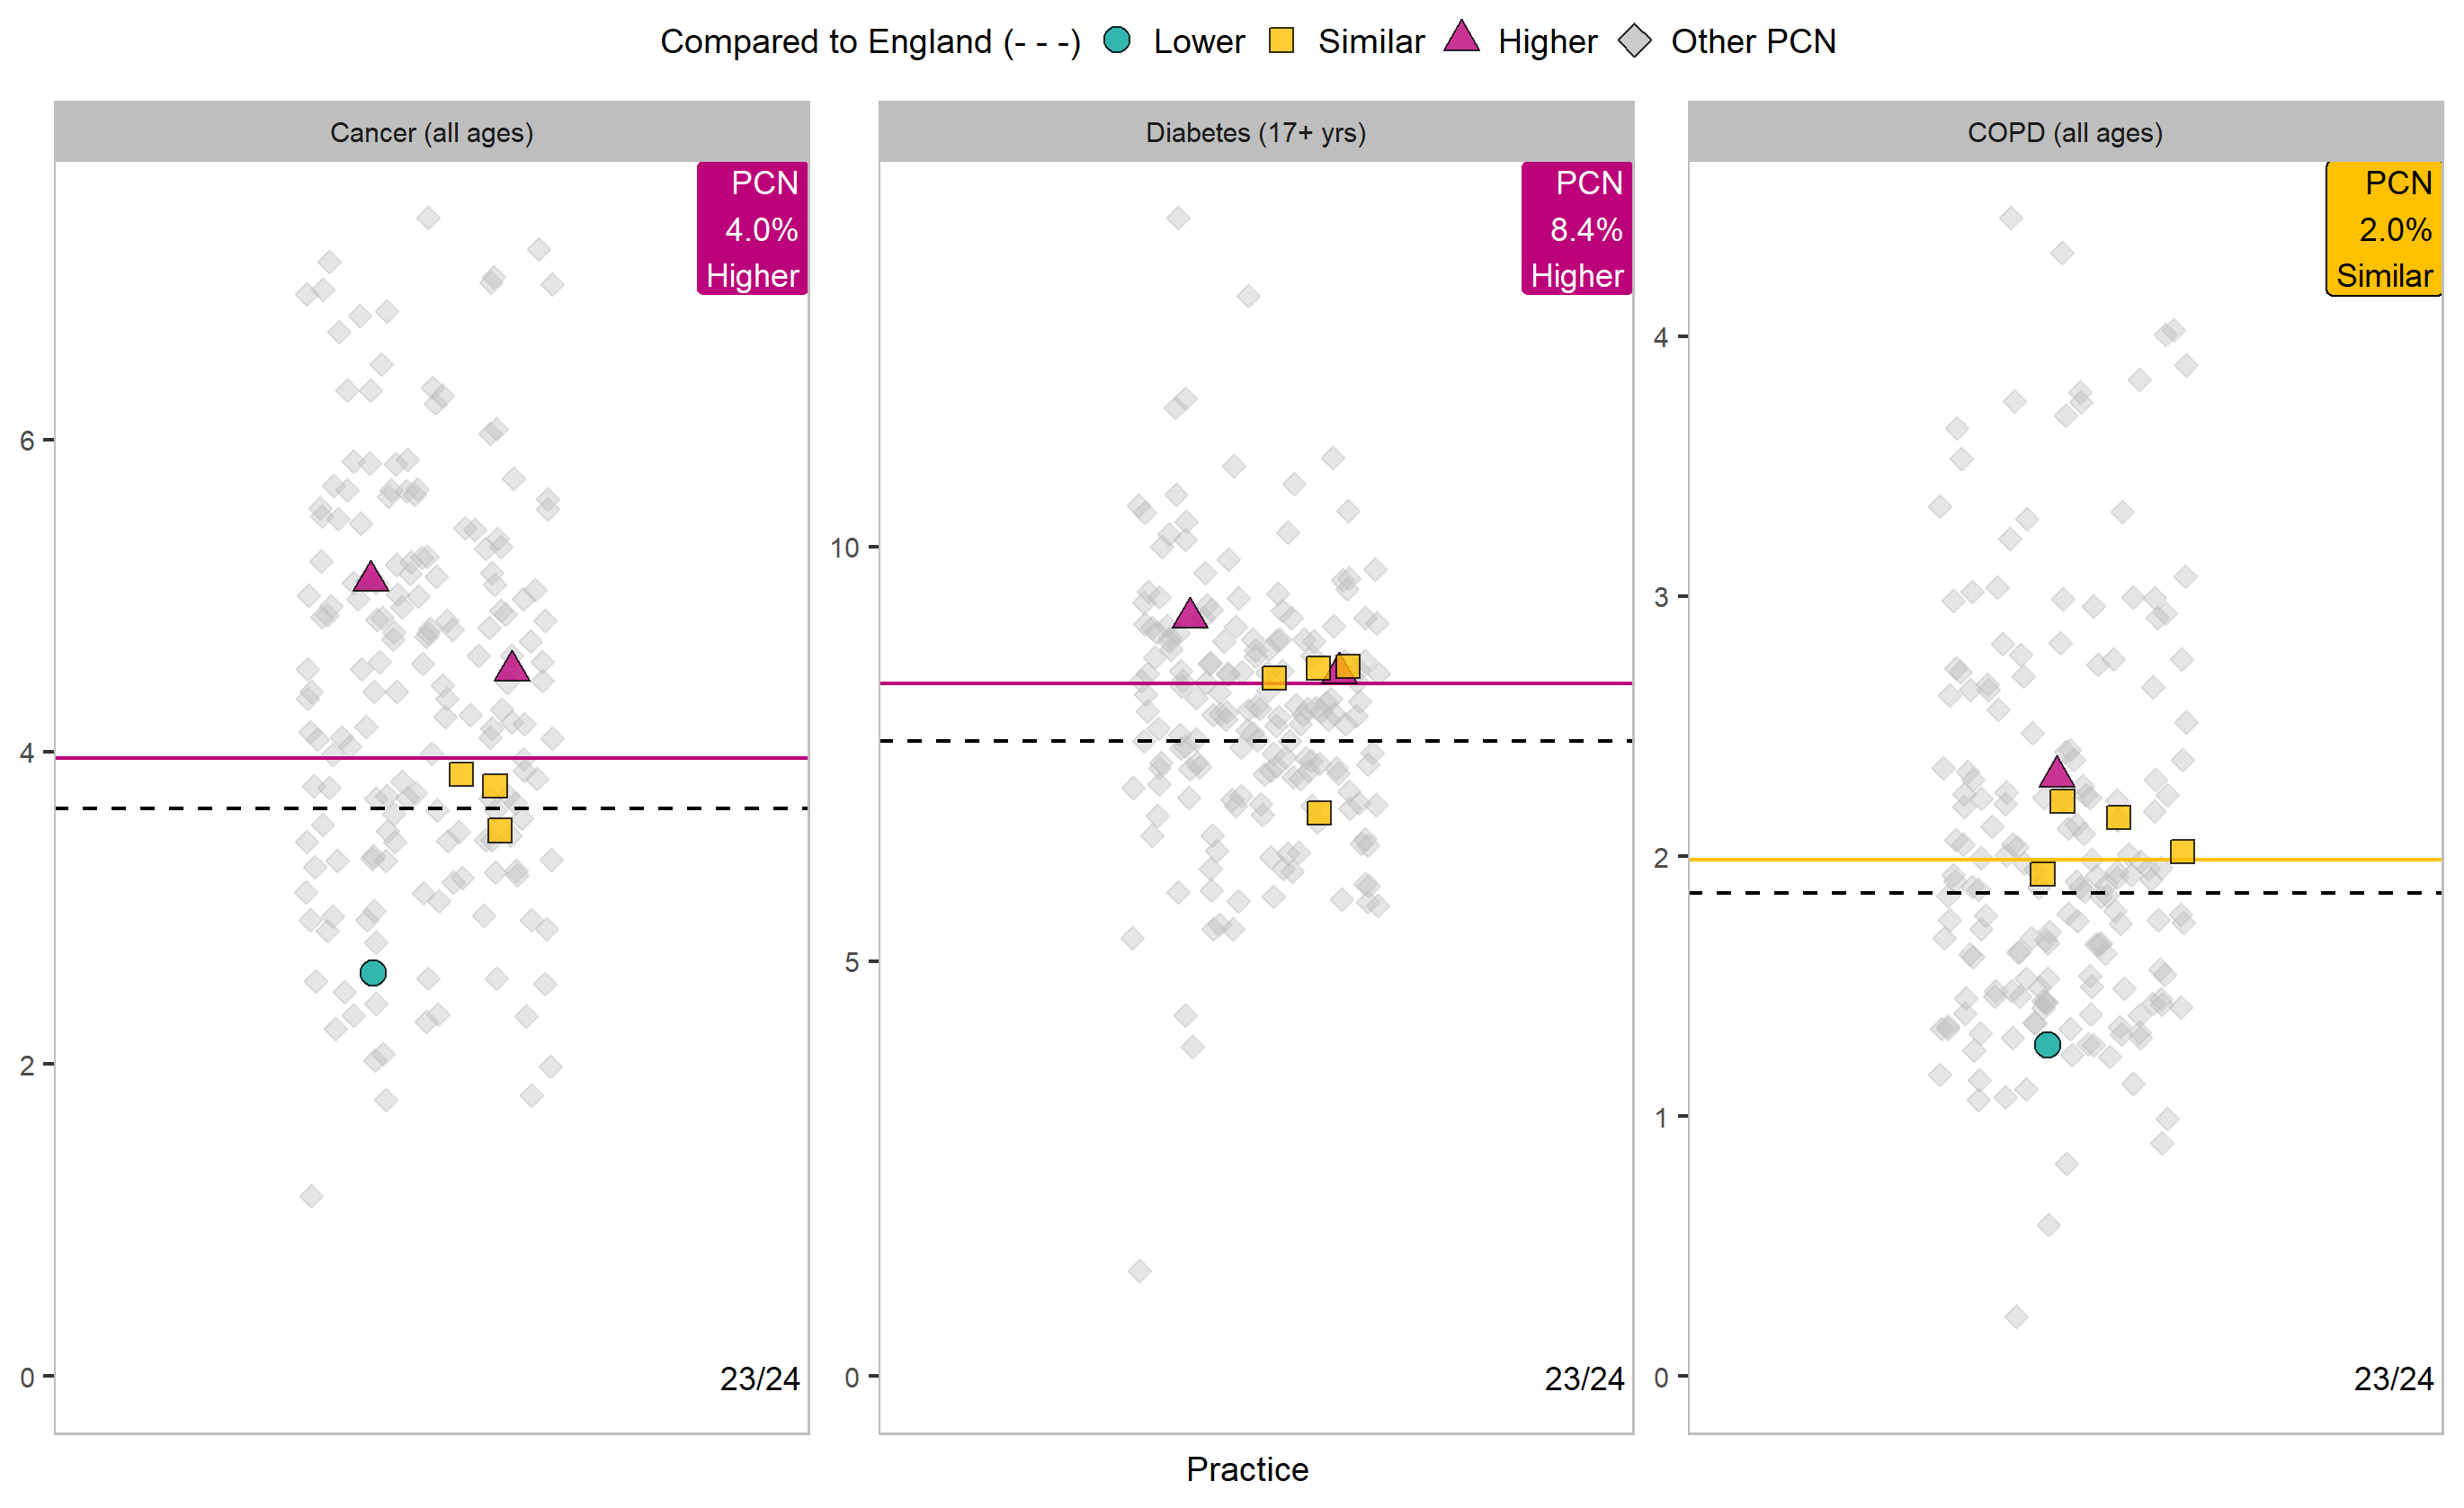 Compared to England (- - -) Lower Similar Higher Other PCN
Cancer (all ages)
PCN
4.0%
Higher
6
4
2
0
23/24
Diabetes (17+ yrs)
PCN
8.4%
Higher
10
5
0
23/24
COPD (all ages)
PCN
2.0%
Similar
4
3
2
1
0
23/24
Practice